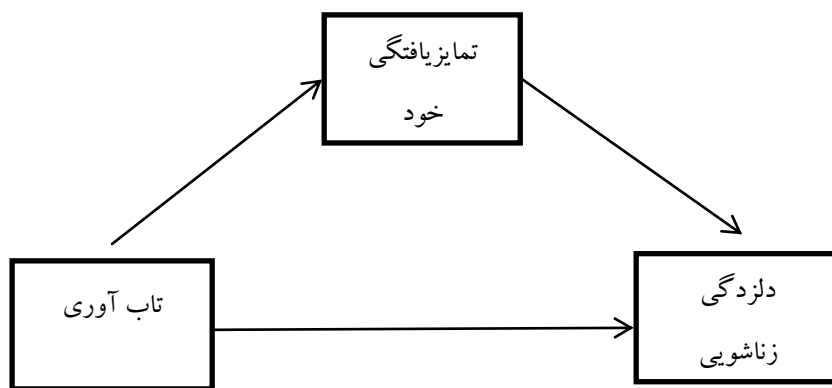 تمایزیافتگی
خود
تاب آوری
دلزدگی
زناشویی